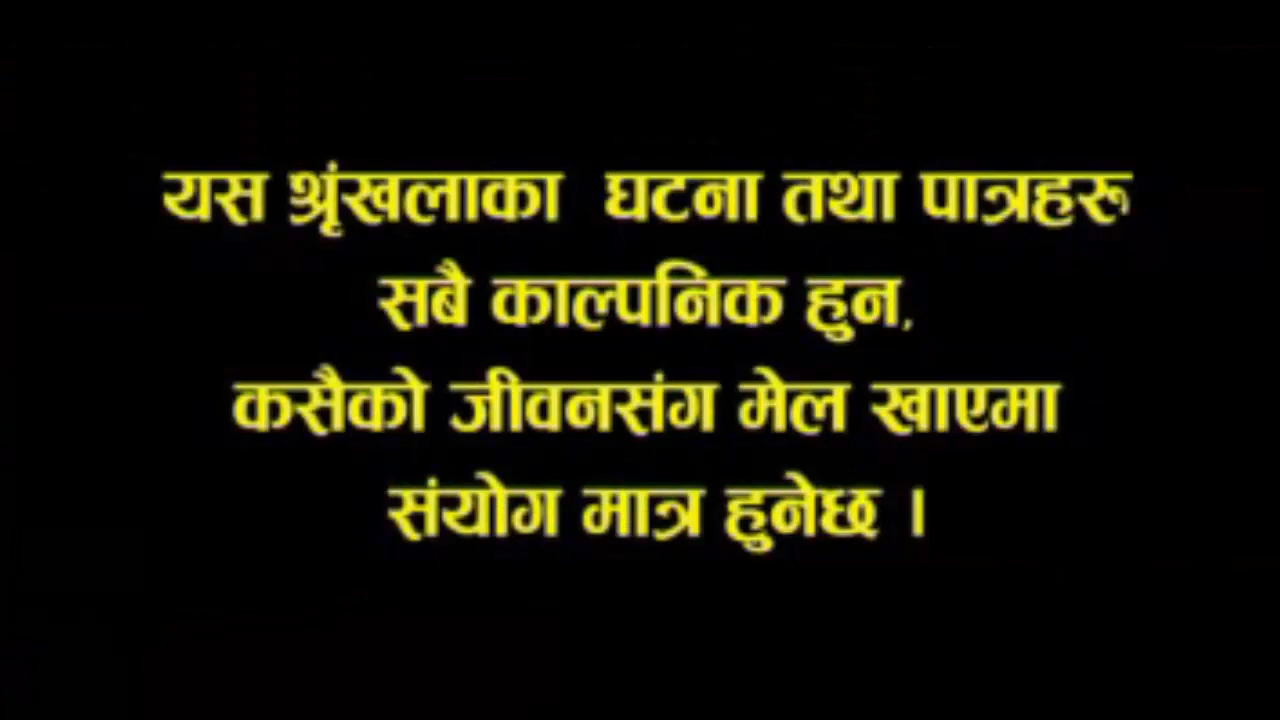 यस श्रृंखलाका घटना तथा पात्रहरू
सबै काल्पनिक हुन,
कसैको जीवनसंग मेल खाएमा
संयोग मात्र हुनेछ ।